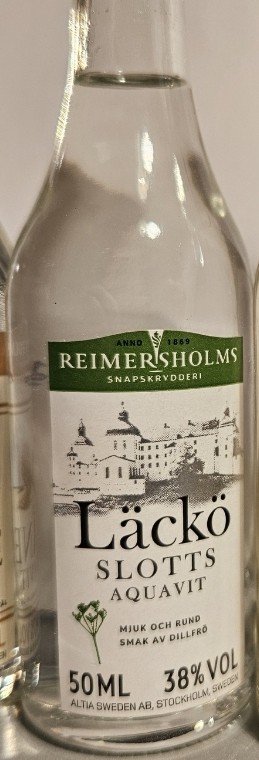 ANNO 1869
REIMERSHOLMS
SNAPSKRYDDERI
Läckö
SLOTTS
AQUAVIT
MJUK OCH RUND
SMAK AV DILLFRÖ
50ML 38% VOL
ALTIA SWEDEN AB, STOCKHOLM, SWEDEN